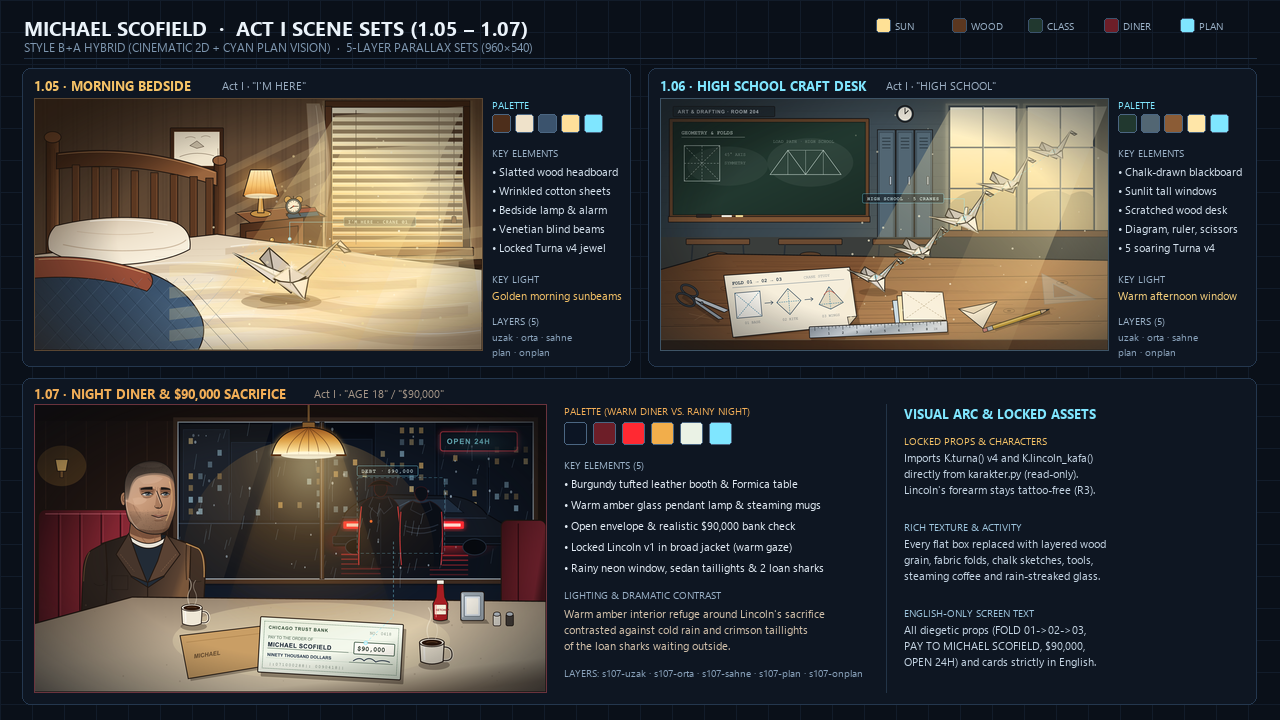 MICHAEL SCOFIELD · ACT I SCENE SETS (1.05 – 1.07)
STYLE B+A HYBRID (CINEMATIC 2D + CYAN PLAN VISION) · 5-LAYER PARALLAX SETS (960×540)
SUN
WOOD
CLASS
DINER
PLAN
1.05 · MORNING BEDSIDE
Act I · "I'M HERE"
PALETTE
KEY ELEMENTS
• Slatted wood headboard
• Wrinkled cotton sheets
• Bedside lamp & alarm
• Venetian blind beams
• Locked Turna v4 jewel
KEY LIGHT
Golden morning sunbeams
LAYERS (5)
uzak · orta · sahne
plan · onplan
1.06 · HIGH SCHOOL CRAFT DESK
Act I · "HIGH SCHOOL"
ART & DRAFTING · ROOM 204
GEOMETRY & FOLDS
HIGH SCHOOL · 5 CRANES
FOLD 01 – 02 – 03
PALETTE
KEY ELEMENTS
• Chalk-drawn blackboard
• Sunlit tall windows
• Scratched wood desk
• Diagram, ruler, scissors
• 5 soaring Turna v4
KEY LIGHT
Warm afternoon window
LAYERS (5)
uzak · orta · sahne
plan · onplan
1.07 · NIGHT DINER & $90,000 SACRIFICE
Act I · "AGE 18" / "$90,000"
OPEN 24H
DEBT $90,000
MICHAEL
CHICAGO TRUST BANK
PAY TO THE ORDER OF
MICHAEL SCOFIELD
$90,000
NINETY THOUSAND DOLLARS
PALETTE (WARM DINER VS. RAINY NIGHT)
KEY ELEMENTS (5)
• Burgundy tufted leather booth & Formica table
• Warm amber glass pendant lamp & steaming mugs
• Open envelope & realistic $90,000 bank check
• Locked Lincoln v1 in broad jacket (warm gaze)
• Rainy neon window, sedan taillights & 2 loan sharks
LIGHTING & DRAMATIC CONTRAST
Warm amber interior refuge around Lincoln's sacrifice
contrasted against cold rain and crimson taillights
of the loan sharks waiting outside.
LAYERS: s107-uzak · s107-orta · s107-sahne · s107-plan · s107-onplan
VISUAL ARC & LOCKED ASSETS
LOCKED PROPS & CHARACTERS
Imports K.turna() v4 and K.lincoln_kafa()
directly from karakter.py (read-only).
Lincoln's forearm stays tattoo-free (R3).
RICH TEXTURE & ACTIVITY
Every flat box replaced with layered wood
grain, fabric folds, chalk sketches, tools,
steaming coffee and rain-streaked glass.
ENGLISH-ONLY SCREEN TEXT
All diegetic props (FOLD 01->02->03,
PAY TO MICHAEL SCOFIELD, $90,000,
OPEN 24H) and cards strictly in English.